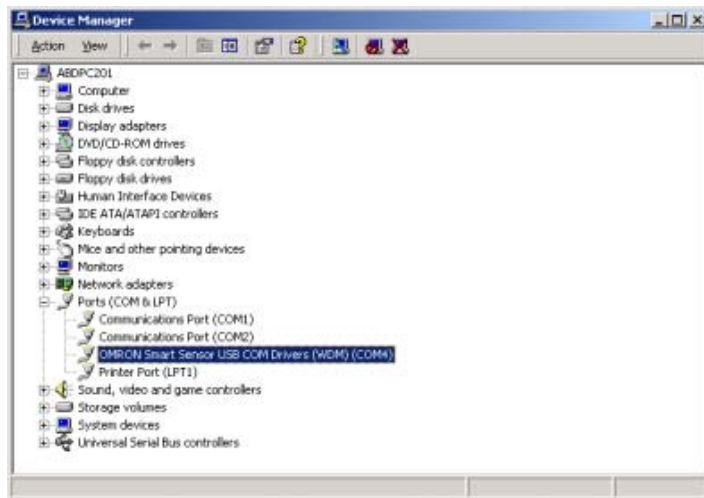 Device Manager
Action View
ABDPC201
Computer
Disk drives
Display adapters
DVD/CD-ROM drives
Floppy disk controllers
Floppy disk drives
Human Interface Devices
IDE ATA/ATAPI controllers
Keyboards
Mice and other pointing devices
Monitors
Network adapters
Ports (COM & LPT)
Communications Port (COM1)
Communications Port (COM2)
OMRON Smart Sensor USB COM Drivers (WDM) (COM4)
Printer Port (LPT1)
Sound, video and game controllers
Storage volumes
System devices
Universal Serial Bus controllers